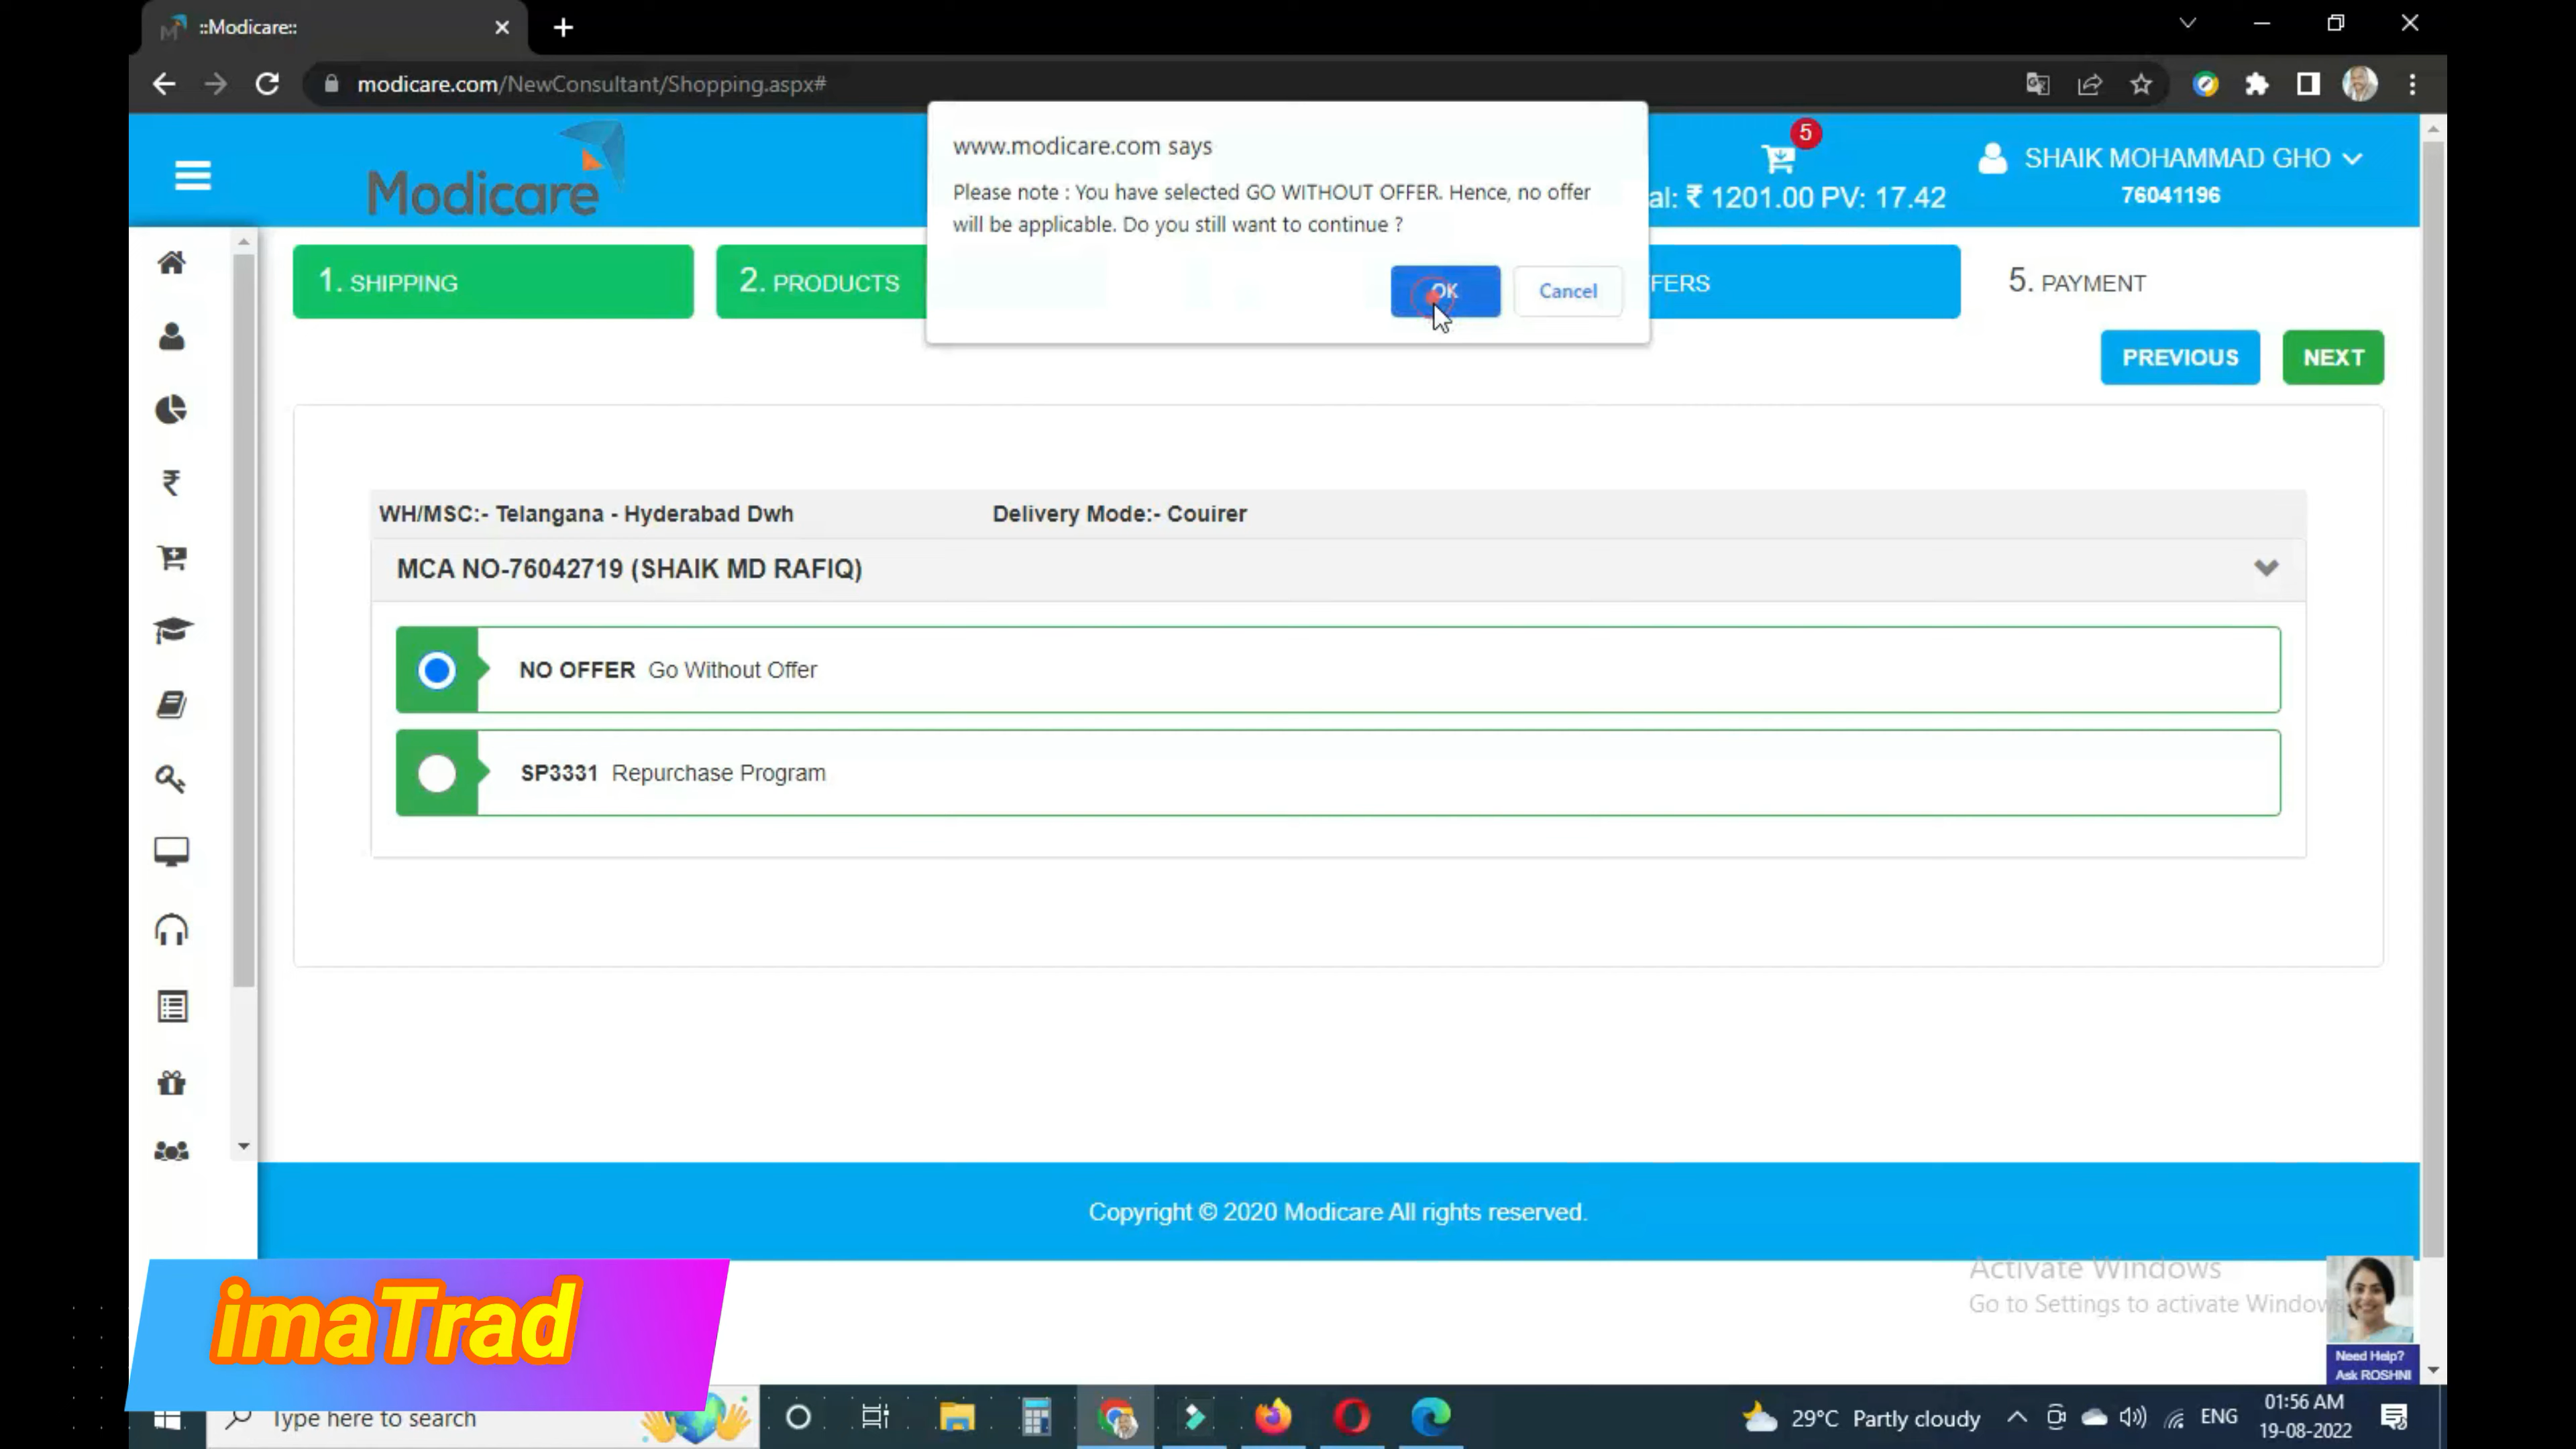 ::Modicare::
modicare.com/NewConsultant/Shopping.aspx#
Modicare
www.modicare.com says
Please note : You have selected GO WITHOUT OFFER. Hence, no offer
will be applicable. Do you still want to continue ?
OK
Cancel
5
al: ₹ 1201.00 PV: 17.42
SHAIK MOHAMMAD GHO
76041196
1. SHIPPING
2. PRODUCTS
FERS
5. PAYMENT
PREVIOUS
NEXT
WH/MSC:- Telangana - Hyderabad Dwh
Delivery Mode:- Couirer
MCA NO-76042719 (SHAIK MD RAFIQ)
NO OFFER Go Without Offer
SP3331 Repurchase Program
Copyright © 2020 Modicare All rights reserved.
Activate Windows
Go to Settings to activate Windows
Need Help?
Ask ROSHNI
imaTrad
Type here to search
29°C Partly cloudy
ENG
01:56 AM
19-08-2022